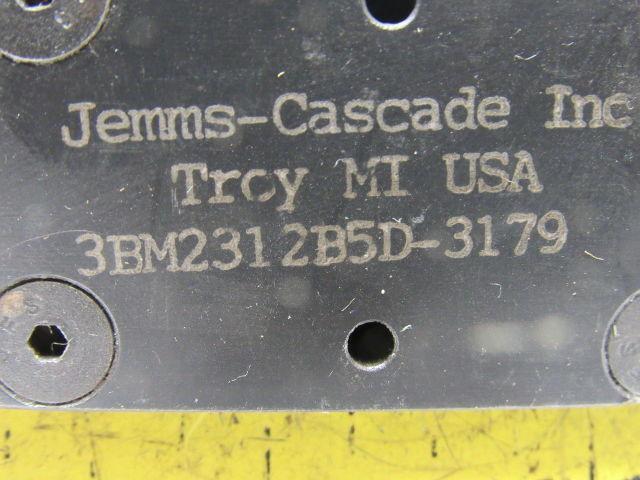 Jemms-Cascade Inc
Troy MI USA
3BM2312B5D-3179